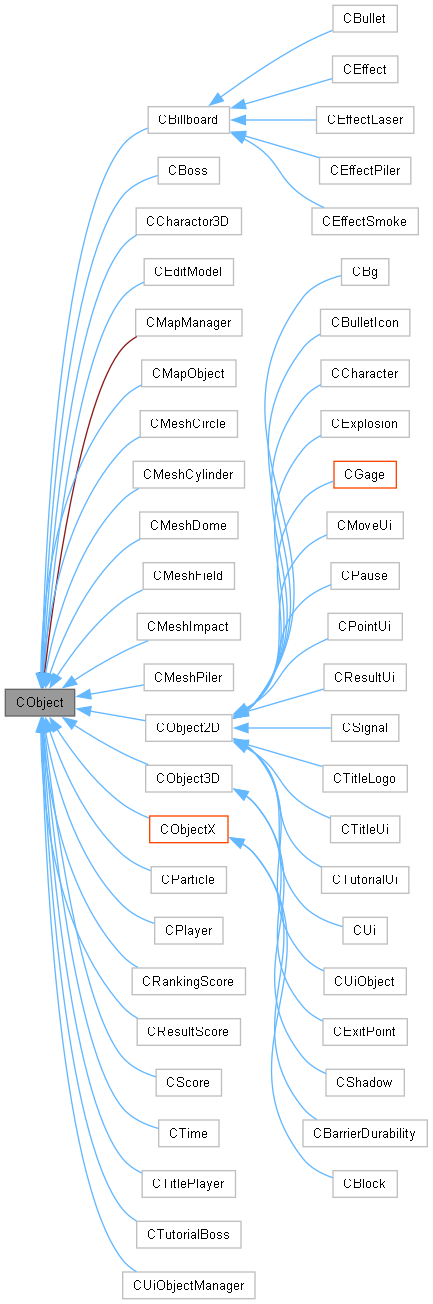 CObject
CBillboard
CBoss
CCharactor3D
CEditModel
CMapManager
CMapObject
CMeshCircle
CMeshCylinder
CMeshDome
CMeshField
CMeshImpact
CMeshPiler
CObject2D
CObject3D
CObjectX
CParticle
CPlayer
CRankingScore
CResultScore
CScore
CTime
CTitlePlayer
CTutorialBoss
CUiObjectManager
CBullet
CEffect
CEffectLaser
CEffectPiler
CEffectSmoke
CBg
CBulletIcon
CCharacter
CExplosion
CGage
CMoveUi
CPause
CPointUi
CResultUi
CSignal
CTitleLogo
CTitleUi
CTutorialUi
CUi
CUiObject
CExitPoint
CShadow
CBarrierDurability
CBlock